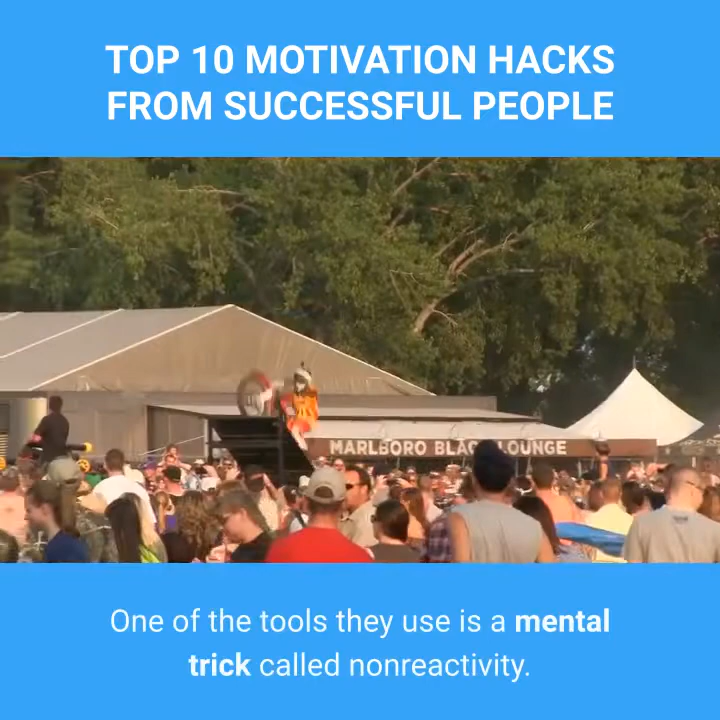 TOP 10 MOTIVATION HACKS
FROM SUCCESSFUL PEOPLE
MARLBORO BLACK LOUNGE
One of the tools they use is a mental
trick called nonreactivity.